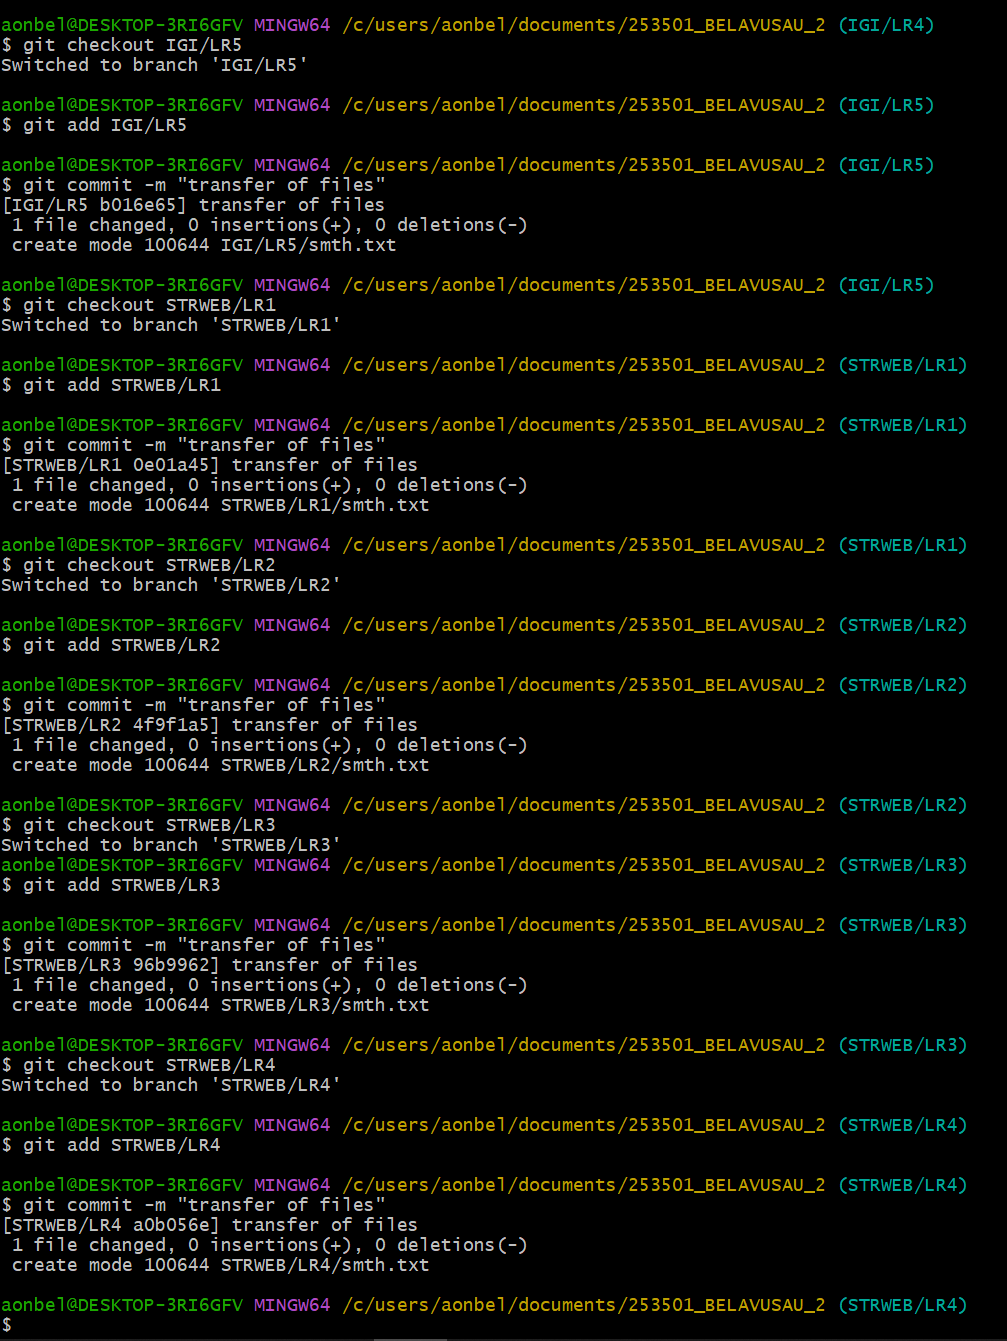 aonbel@DESKTOP-3RI6GFV MINGW64 /c/users/aonbel/documents/253501_BELAVUSAU_2 (IGI/LR4)
$ git checkout IGI/LR5
Switched to branch 'IGI/LR5'
aonbel@DESKTOP-3RI6GFV MINGW64 /c/users/aonbel/documents/253501_BELAVUSAU_2 (IGI/LR5)
$ git add IGI/LR5
aonbel@DESKTOP-3RI6GFV MINGW64 /c/users/aonbel/documents/253501_BELAVUSAU_2 (IGI/LR5)
$ git commit -m "transfer of files"
[IGI/LR5 b016e65] transfer of files
 1 file changed, 0 insertions(+), 0 deletions(-)
 create mode 100644 IGI/LR5/smth.txt
aonbel@DESKTOP-3RI6GFV MINGW64 /c/users/aonbel/documents/253501_BELAVUSAU_2 (IGI/LR5)
$ git checkout STRWEB/LR1
Switched to branch 'STRWEB/LR1'
aonbel@DESKTOP-3RI6GFV MINGW64 /c/users/aonbel/documents/253501_BELAVUSAU_2 (STRWEB/LR1)
$ git add STRWEB/LR1
aonbel@DESKTOP-3RI6GFV MINGW64 /c/users/aonbel/documents/253501_BELAVUSAU_2 (STRWEB/LR1)
$ git commit -m "transfer of files"
[STRWEB/LR1 0e01a45] transfer of files
 1 file changed, 0 insertions(+), 0 deletions(-)
 create mode 100644 STRWEB/LR1/smth.txt
aonbel@DESKTOP-3RI6GFV MINGW64 /c/users/aonbel/documents/253501_BELAVUSAU_2 (STRWEB/LR1)
$ git checkout STRWEB/LR2
Switched to branch 'STRWEB/LR2'
aonbel@DESKTOP-3RI6GFV MINGW64 /c/users/aonbel/documents/253501_BELAVUSAU_2 (STRWEB/LR2)
$ git add STRWEB/LR2
aonbel@DESKTOP-3RI6GFV MINGW64 /c/users/aonbel/documents/253501_BELAVUSAU_2 (STRWEB/LR2)
$ git commit -m "transfer of files"
[STRWEB/LR2 4f9f1a5] transfer of files
 1 file changed, 0 insertions(+), 0 deletions(-)
 create mode 100644 STRWEB/LR2/smth.txt
aonbel@DESKTOP-3RI6GFV MINGW64 /c/users/aonbel/documents/253501_BELAVUSAU_2 (STRWEB/LR2)
$ git checkout STRWEB/LR3
Switched to branch 'STRWEB/LR3'
aonbel@DESKTOP-3RI6GFV MINGW64 /c/users/aonbel/documents/253501_BELAVUSAU_2 (STRWEB/LR3)
$ git add STRWEB/LR3
aonbel@DESKTOP-3RI6GFV MINGW64 /c/users/aonbel/documents/253501_BELAVUSAU_2 (STRWEB/LR3)
$ git commit -m "transfer of files"
[STRWEB/LR3 96b9962] transfer of files
 1 file changed, 0 insertions(+), 0 deletions(-)
 create mode 100644 STRWEB/LR3/smth.txt
aonbel@DESKTOP-3RI6GFV MINGW64 /c/users/aonbel/documents/253501_BELAVUSAU_2 (STRWEB/LR3)
$ git checkout STRWEB/LR4
Switched to branch 'STRWEB/LR4'
aonbel@DESKTOP-3RI6GFV MINGW64 /c/users/aonbel/documents/253501_BELAVUSAU_2 (STRWEB/LR4)
$ git add STRWEB/LR4
aonbel@DESKTOP-3RI6GFV MINGW64 /c/users/aonbel/documents/253501_BELAVUSAU_2 (STRWEB/LR4)
$ git commit -m "transfer of files"
[STRWEB/LR4 a0b056e] transfer of files
 1 file changed, 0 insertions(+), 0 deletions(-)
 create mode 100644 STRWEB/LR4/smth.txt
aonbel@DESKTOP-3RI6GFV MINGW64 /c/users/aonbel/documents/253501_BELAVUSAU_2 (STRWEB/LR4)
$